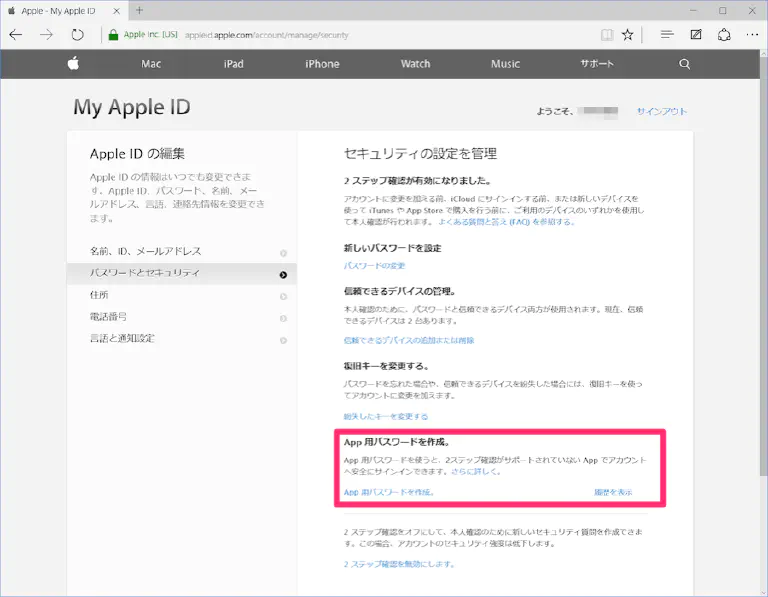 Apple - My Apple ID
Apple Inc. [US] appleid.apple.com/account/manage/security
Mac iPad iPhone Watch Music サポート
My Apple ID
ようこそ、 サインアウト
Apple ID の編集
Apple ID の情報はいつでも変更できま
す。Apple ID、パスワード、名前、メー
ルアドレス、言語、連絡先情報を変更でき
ます。
名前、ID、メールアドレス
パスワードとセキュリティ
住所
電話番号
言語と通知設定
セキュリティの設定を管理
2 ステップ確認が有効になりました。
アカウントに変更を加える前、iCloud にサインインする前、または新しいデバイスを
使って iTunes や App Store で購入を行う前に、ご利用のデバイスのいずれかを使用し
て本人確認が行われます。よくある質問と答え (FAQ) を参照する。
新しいパスワードを設定
パスワードの変更
信頼できるデバイスの管理。
本人確認のために、パスワードと信頼できるデバイス両方が使用されます。現在、信頼
できるデバイスは 2 台あります。
信頼できるデバイスの追加または削除
復旧キーを変更する。
パスワードを忘れた場合や、信頼できるデバイスを紛失した場合には、復旧キーを使っ
てアカウントに変更を加えます。
紛失したキーを変更する
App 用パスワードを作成。
App 用パスワードを使うと、2ステップ確認がサポートされていない App でアカウント
へ安全にサインインできます。さらに詳しく。
App 用パスワードを作成。 履歴を表示
2 ステップ確認をオフにして、本人確認のために新しいセキュリティ質問を作成できま
す。この場合、アカウントのセキュリティ強度は低下します。
2 ステップ確認を無効にします。